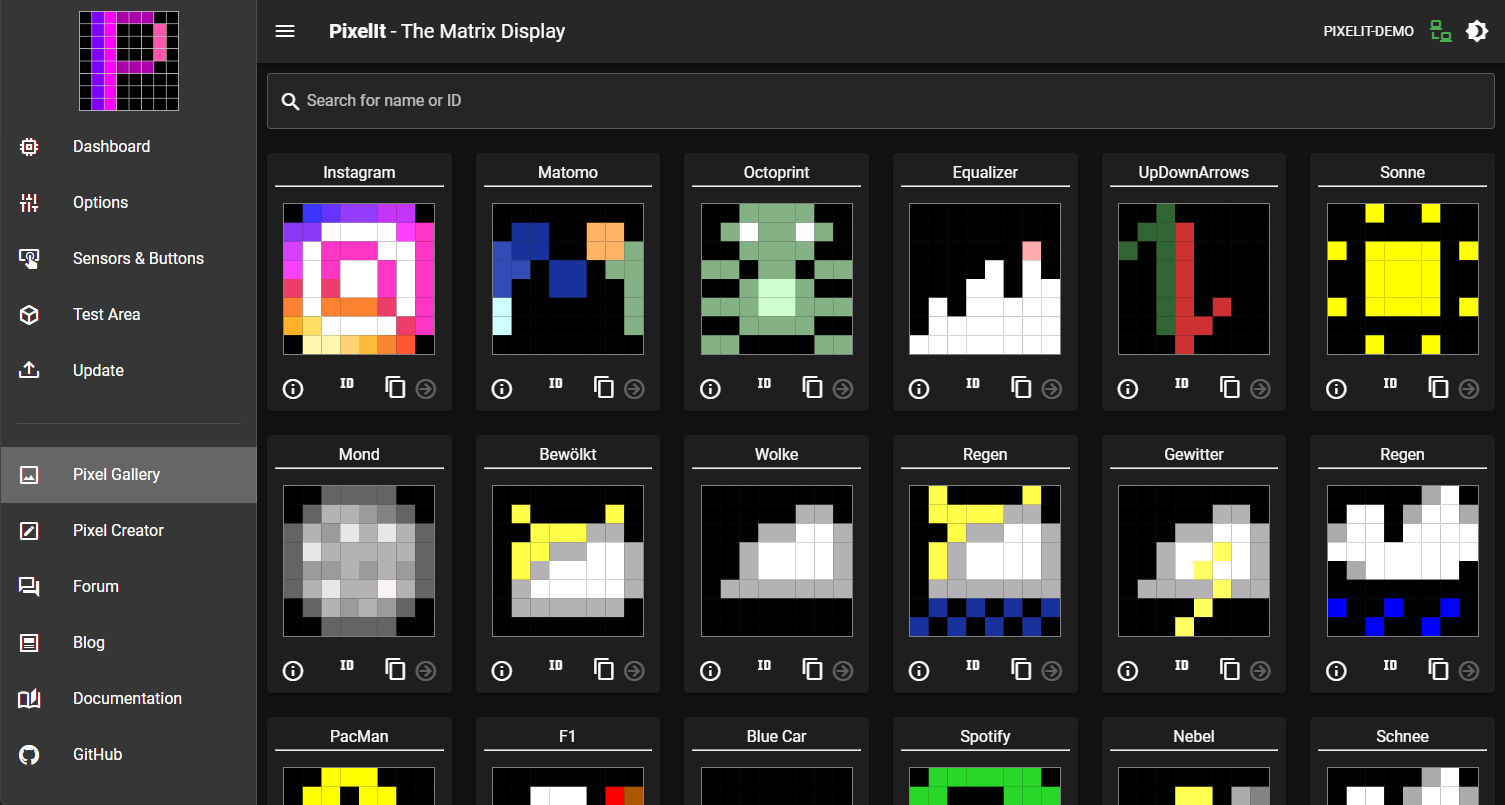 PixelIt - The Matrix Display
PIXELIT-DEMO
Dashboard
Options
Sensors & Buttons
Test Area
Update
Pixel Gallery
Pixel Creator
Forum
Blog
Documentation
GitHub
Search for name or ID
Instagram
Matomo
Octoprint
Equalizer
UpDownArrows
Sonne
ID
ID
ID
ID
ID
ID
Mond
Bewölkt
Wolke
Regen
Gewitter
Regen
ID
ID
ID
ID
ID
ID
PacMan
F1
Blue Car
Spotify
Nebel
Schnee